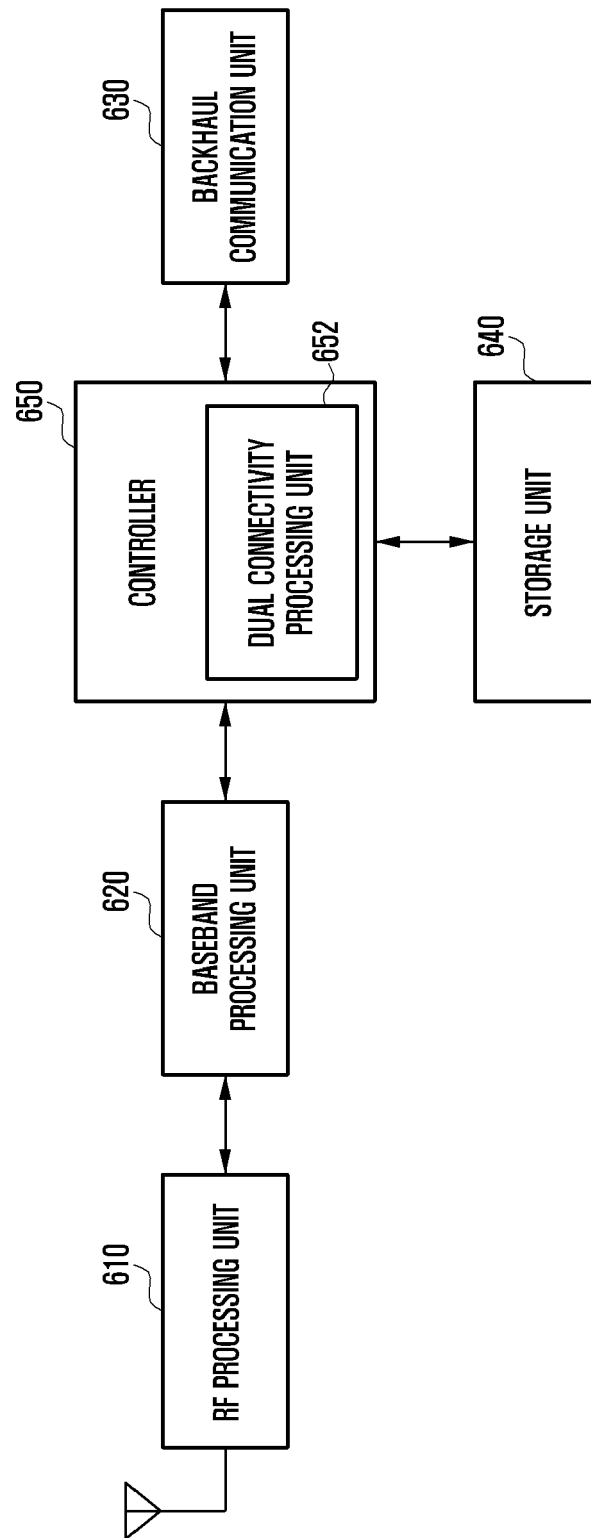 610
RF PROCESSING UNIT
620
BASEBAND
PROCESSING UNIT
650
CONTROLLER
652
DUAL CONNECTIVITY
PROCESSING UNIT
630
BACKHAUL
COMMUNICATION UNIT
640
STORAGE UNIT